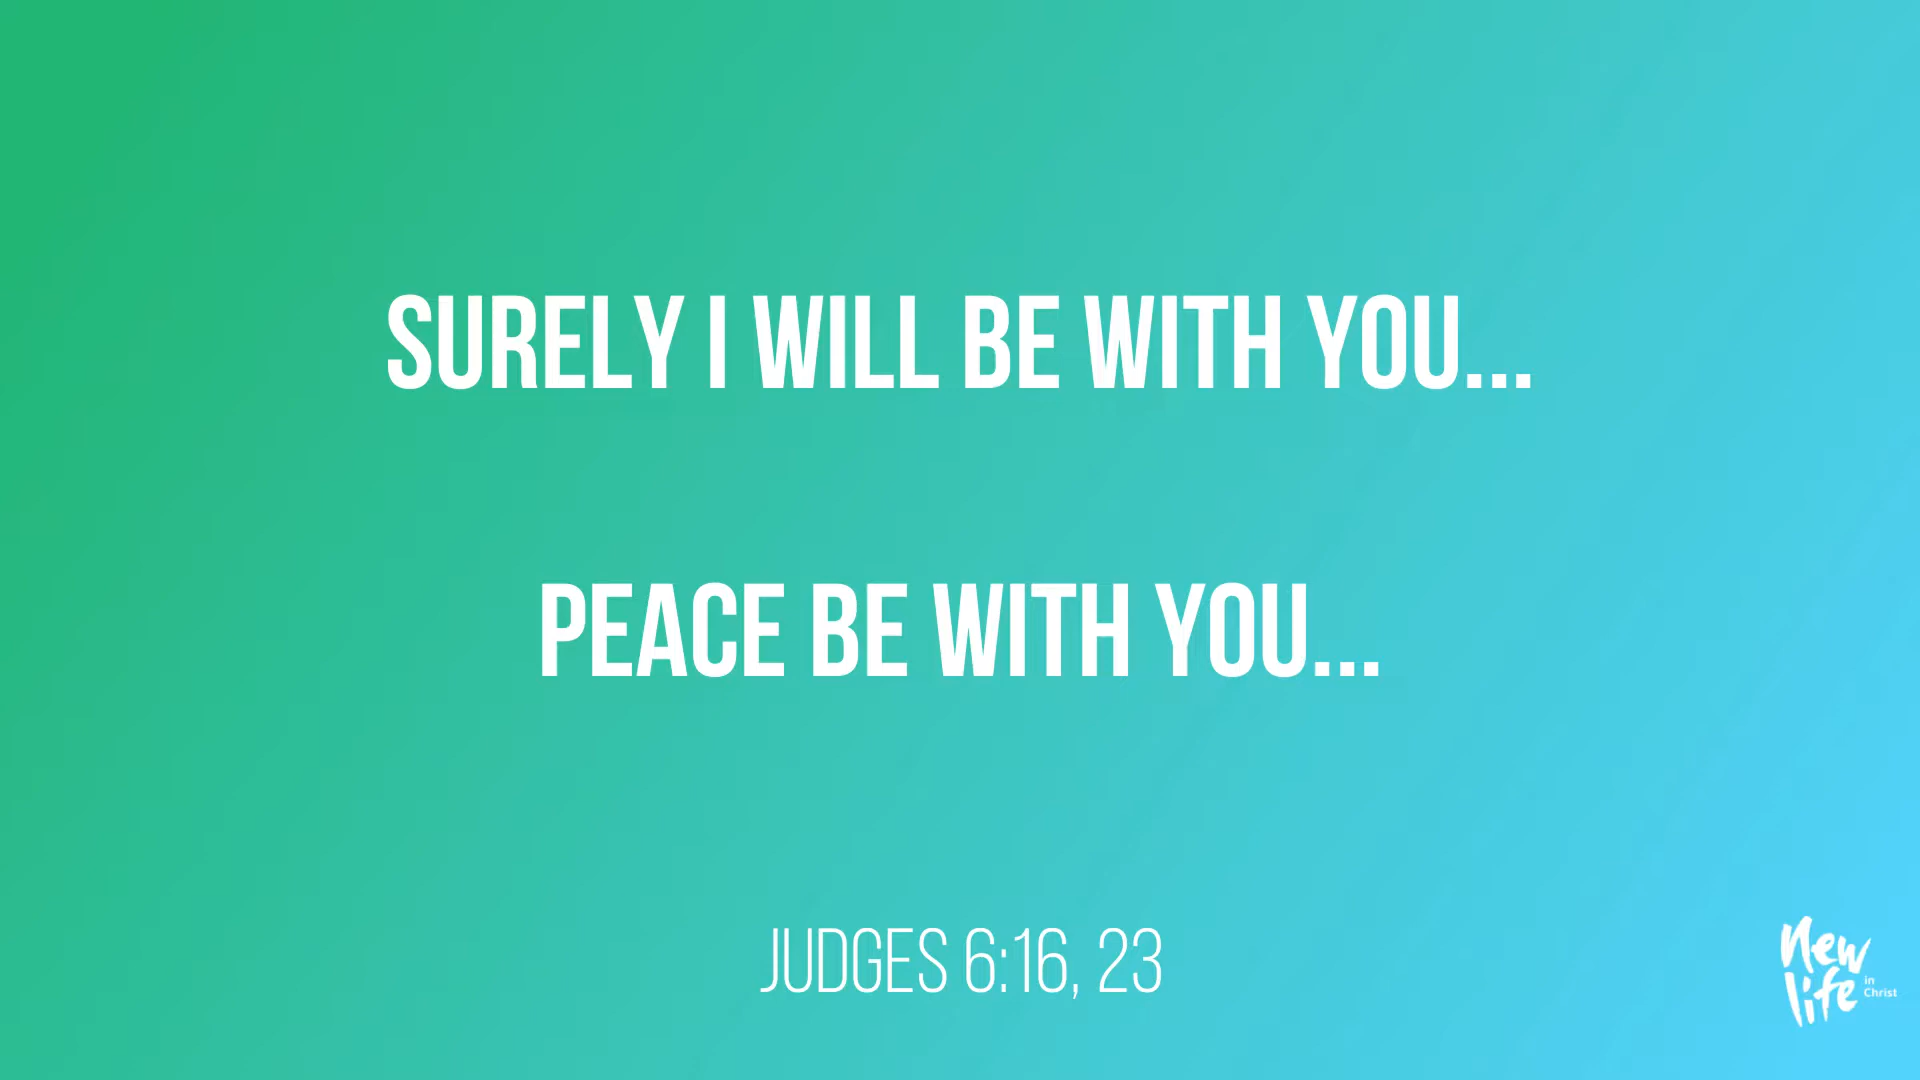 SURELY I WILL BE WITH YOU...
PEACE BE WITH YOU...
JUDGES 6:16, 23
New
life
in
Christ